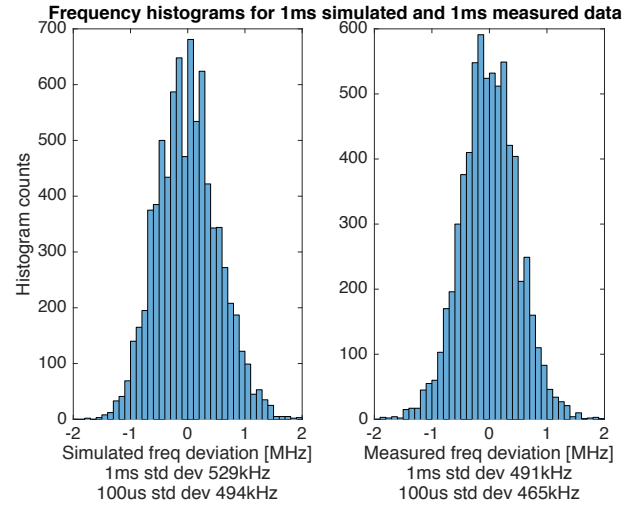 Frequency histograms for 1ms simulated and 1ms measured data
700
600
500
400
300
200
100
0
Histogram counts
-2 -1 0 1 2
Simulated freq deviation [MHz]
1ms std dev 529kHz
100us std dev 494kHz
600
500
400
300
200
100
0
-2 -1 0 1 2
Measured freq deviation [MHz]
1ms std dev 491kHz
100us std dev 465kHz